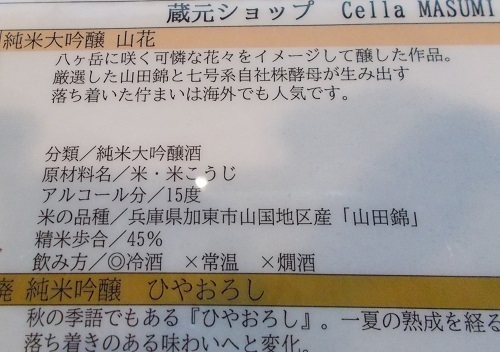 蔵元ショップ Cella MASUMI
純米大吟醸 山花
八ヶ岳に咲く可憐な花々をイメージして醸した作品。
厳選した山田錦と七号系自社株酵母が生み出す
落ち着いた佇まいは海外でも人気です。
分類／純米大吟醸酒
原材料名／米・米こうじ
アルコール分／15度
米の品種／兵庫県加東市山国地区産「山田錦」
精米歩合／45%
飲み方／◎冷酒 ×常温 ×燗酒
廃 純米吟醸 ひやおろし
秋の季語でもある『ひやおろし』。一夏の熟成を経る
落ち着きのある味わいへと変化。